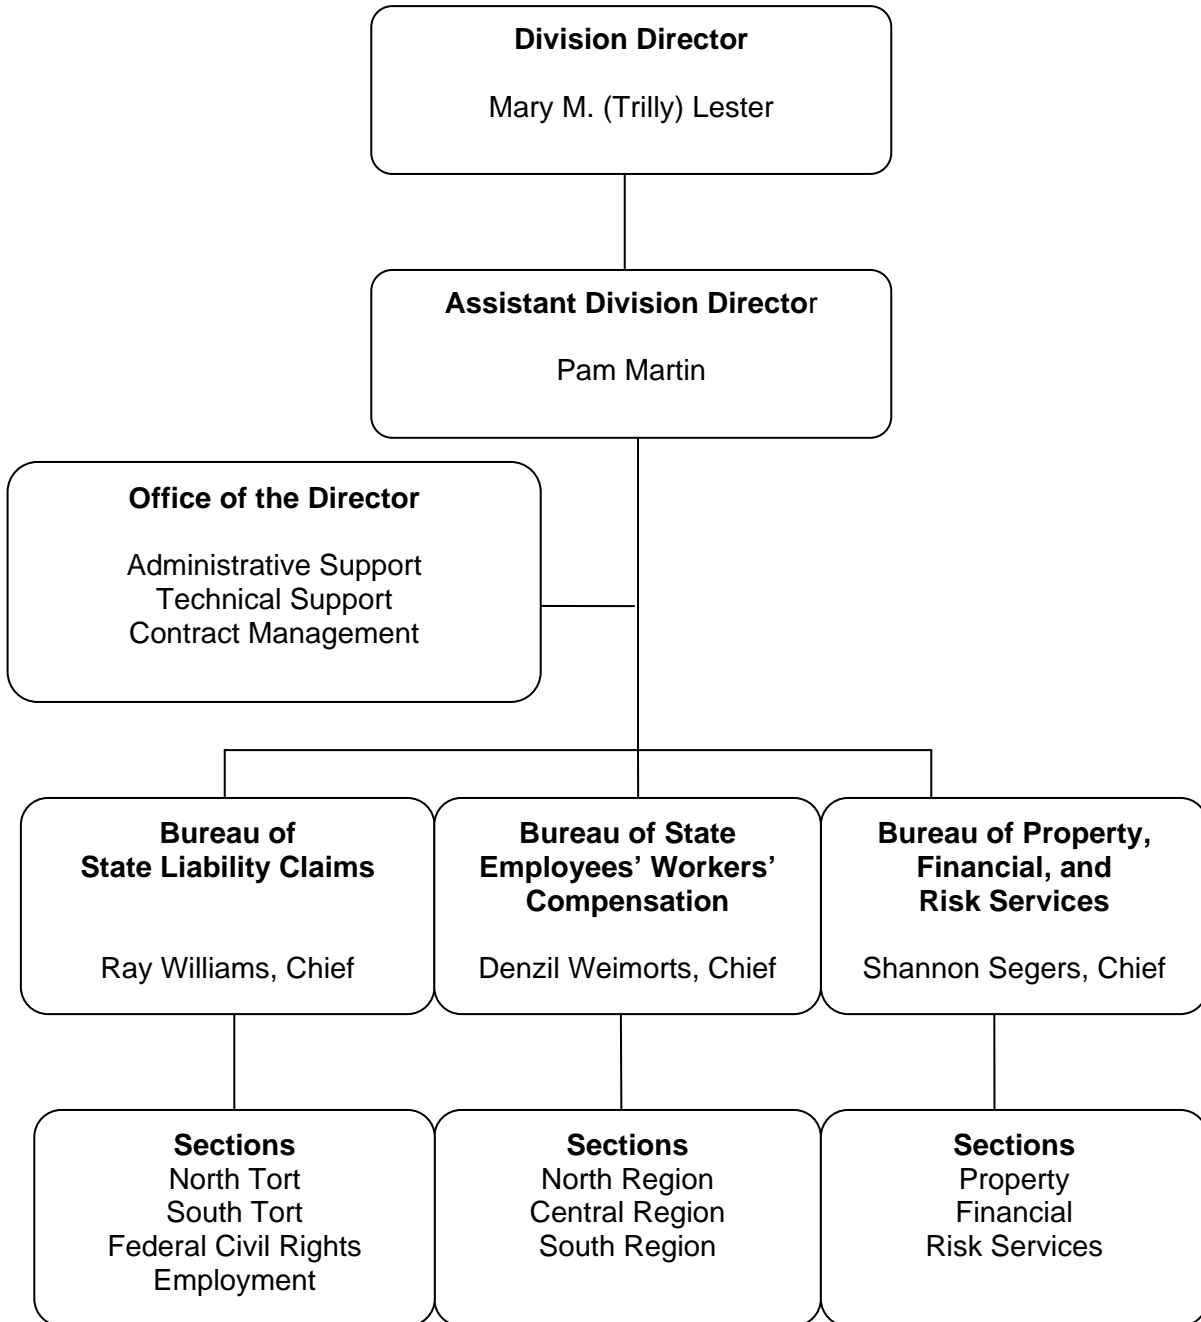 Division Director
Mary M. (Trilly) Lester
Assistant Division Director
Pam Martin
Office of the Director
Administrative Support
Technical Support
Contract Management
Bureau of
State Liability Claims
Ray Williams, Chief
Bureau of State
Employees’ Workers’
Compensation
Denzil Weimorts, Chief
Bureau of Property,
Financial, and
Risk Services
Shannon Segers, Chief
Sections
North Tort
South Tort
Federal Civil Rights
Employment
Sections
North Region
Central Region
South Region
Sections
Property
Financial
Risk Services